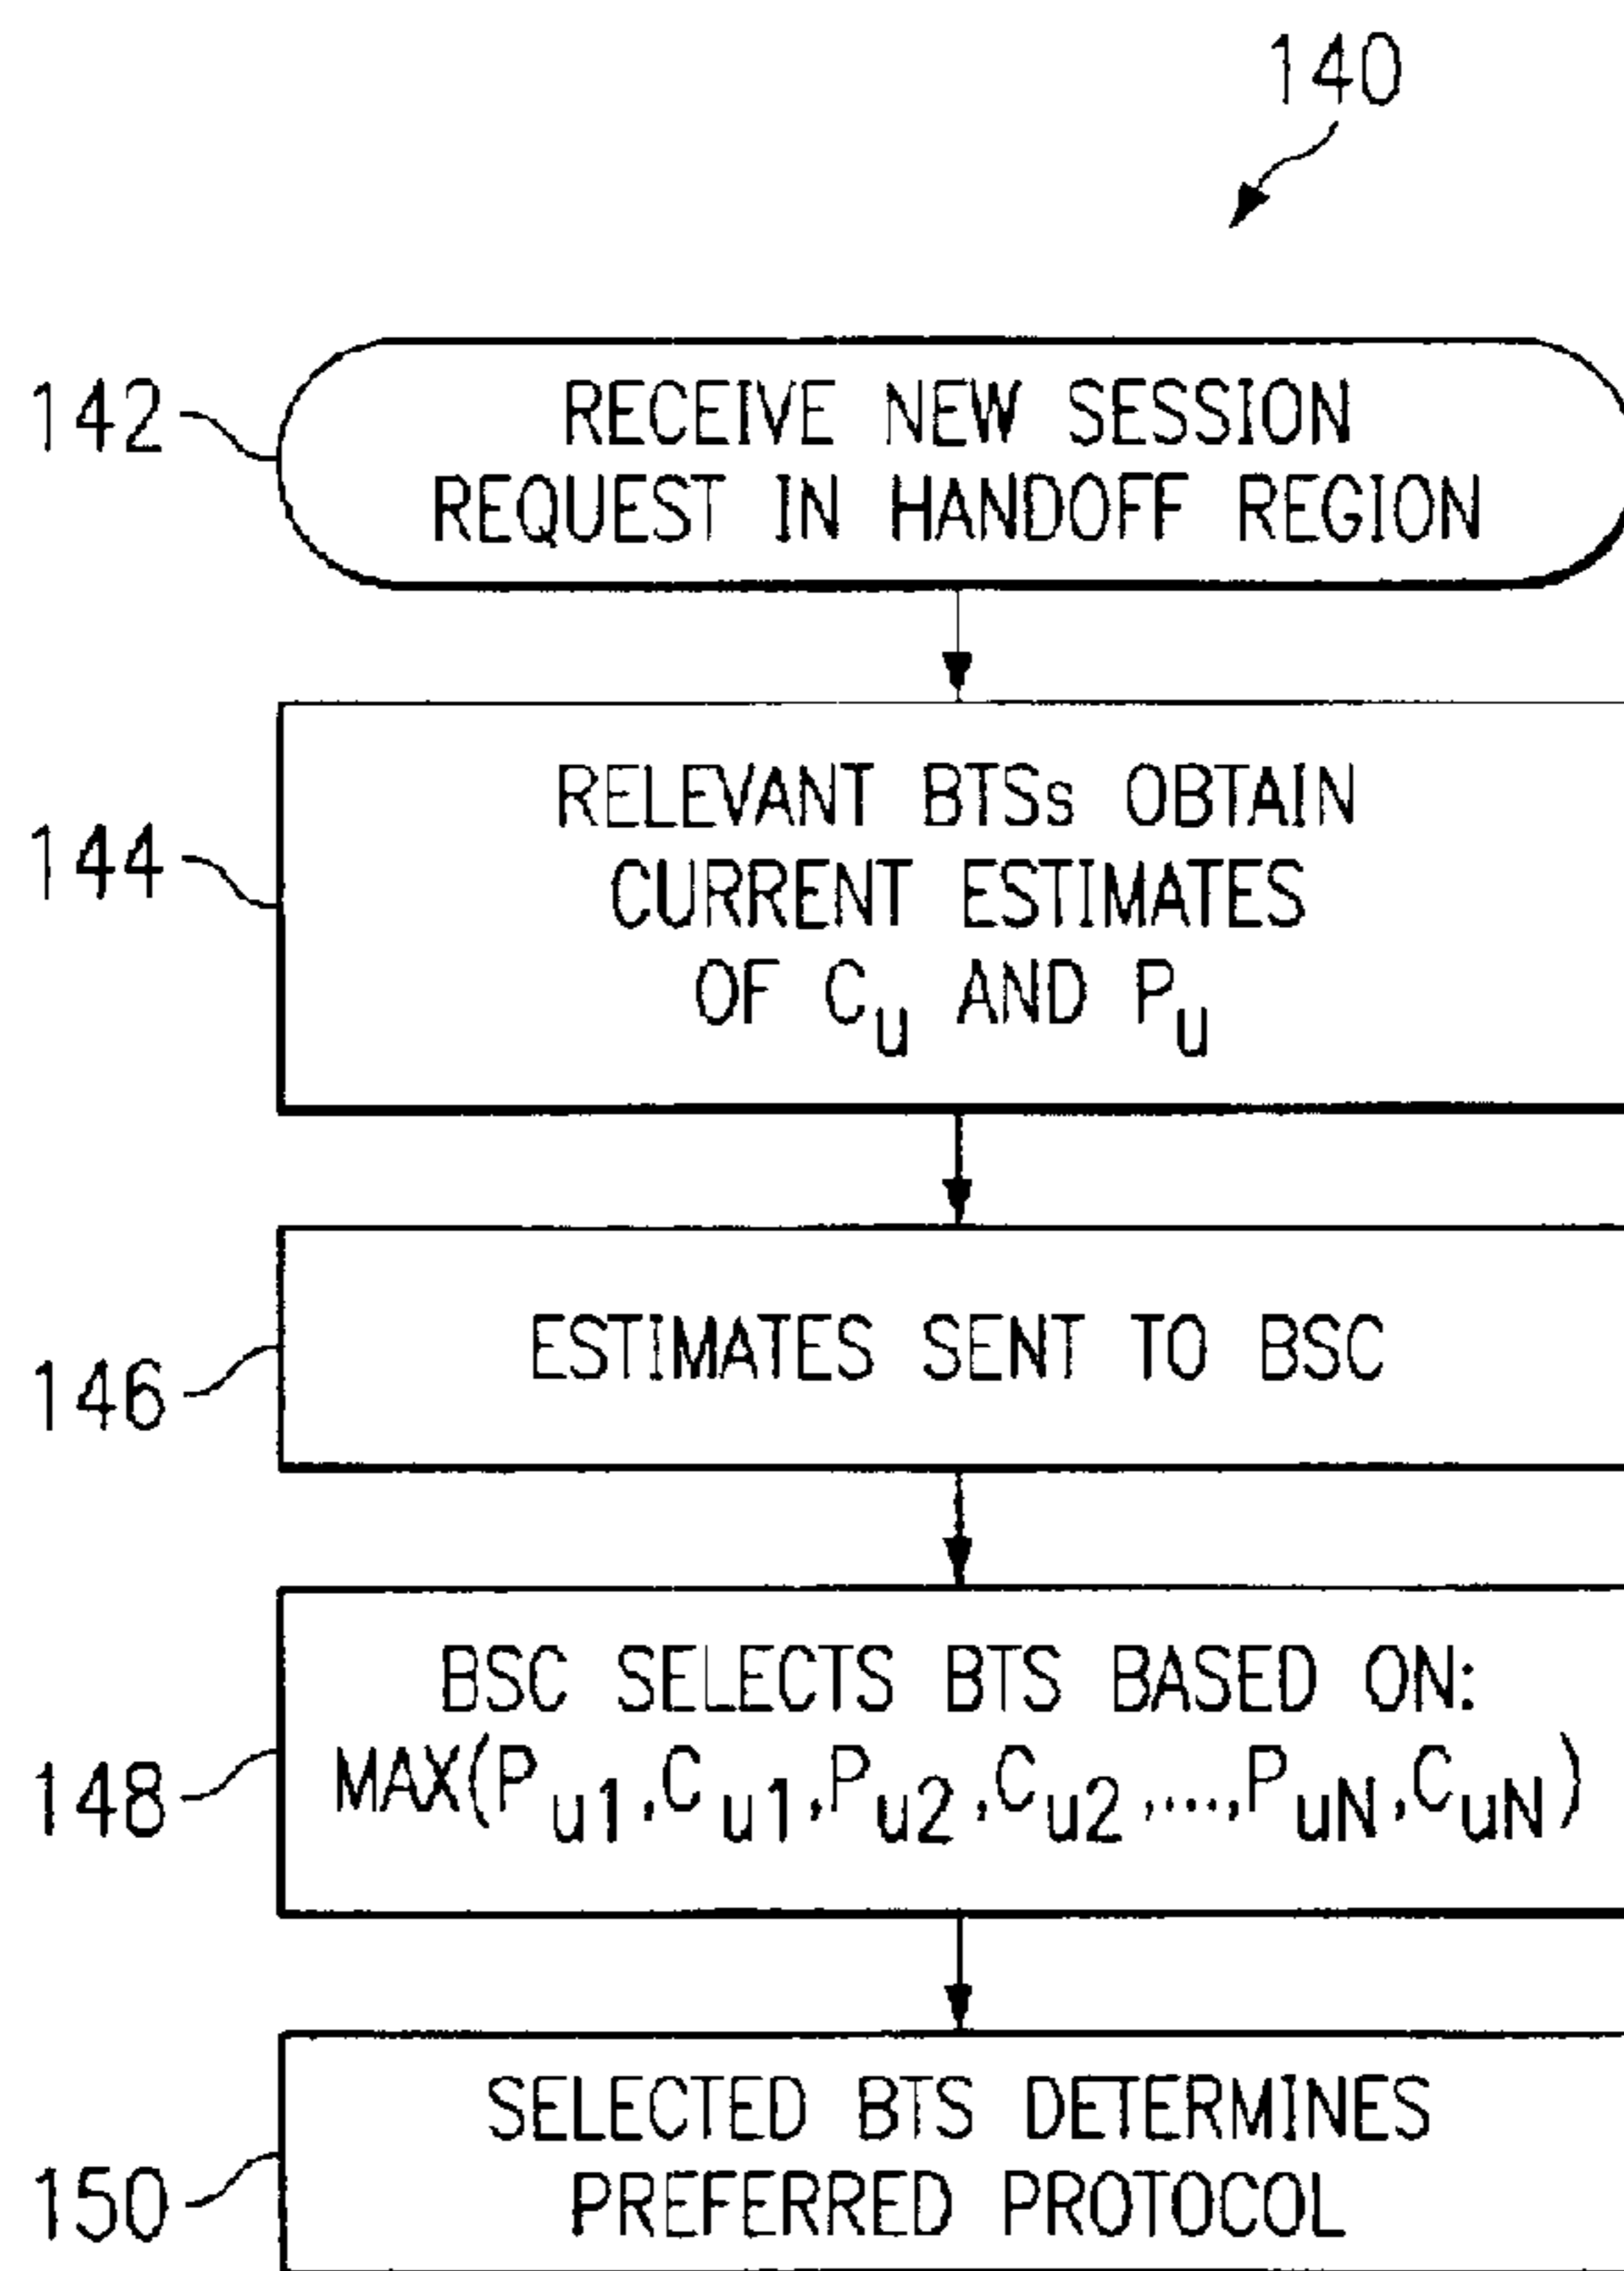 140
142
RECEIVE NEW SESSION
REQUEST IN HANDOFF REGION
144
RELEVANT BTSs OBTAIN
CURRENT ESTIMATES
OF Cu AND Pu
146
ESTIMATES SENT TO BSC
148
BSC SELECTS BTS BASED ON:
MAX(Pu1,Cu1,Pu2,Cu2,...,PuN,CuN)
150
SELECTED BTS DETERMINES
PREFERRED PROTOCOL